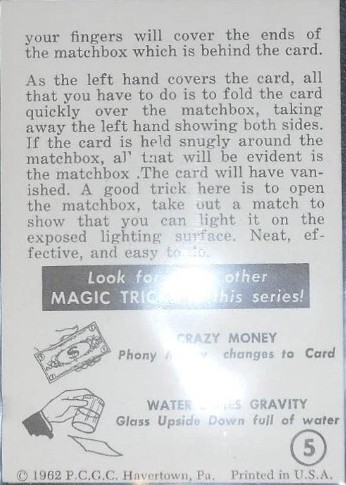 your fingers will cover the ends of
the matchbox which is behind the card.
As the left hand covers the card, all
that you have to do is to fold the card
quickly over the matchbox, taking
away the left hand showing both sides.
If the card is held snugly around the
matchbox, al' that will be evident is
the matchbox .The card will have van-
ished. A good trick here is to open
the matchbox, take out a match to
show that you can light it on the
exposed lighting surface. Neat, ef-
fective, and easy to do.
Look for other
MAGIC TRICKS this series!
$
CRAZY MONEY
Phony changes to Card
WATER GRAVITY
Glass Upside Down full of water
5
© 1962 P.C.G.C. Havertown, Pa. Printed in U.S.A.